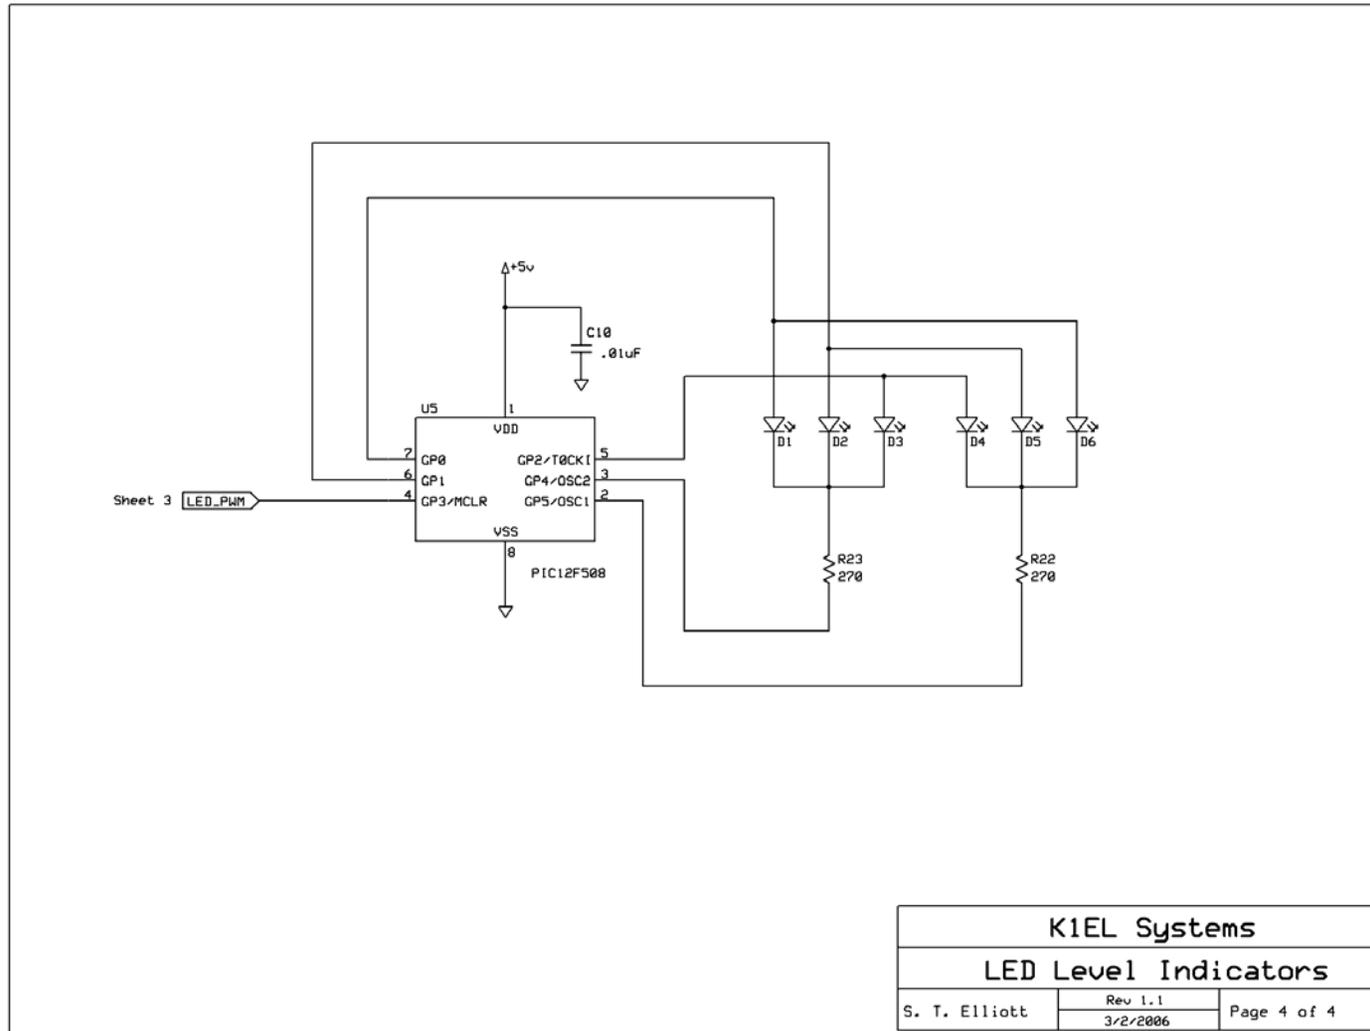 +5v
C10
.01uF
U5
1
VDD
7 GP0 GP2/T0CKI 5
6 GP1 GP4/OSC2 3
Sheet 3 LED_PWM 4 GP3/MCLR GP5/OSC1 2
VSS
8
PIC12F508
D1 D2 D3 D4 D5 D6
R23 R22
270 270
K1EL Systems
LED Level Indicators
S. T. Elliott
Rev 1.1
3/2/2006
Page 4 of 4